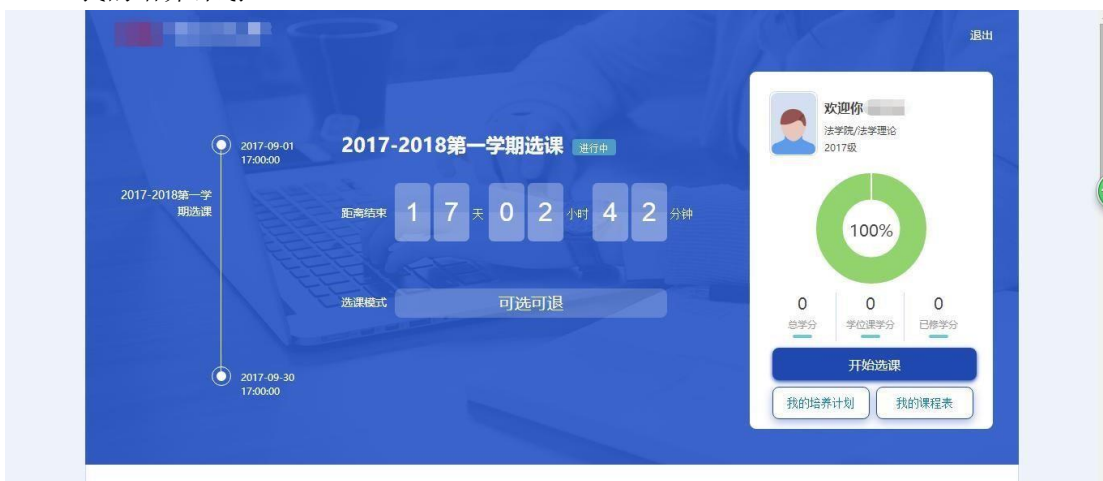 退出
欢迎你
法学院/法学理论
2017级
2017-09-01
17:00:00
2017-2018第一学期选课 进行中
2017-2018第一学
期选课
距离结束 1 7 天 0 2 小时 4 2 分钟
100%
选课模式 可选可退
0 0 0
总学分 学位课学分 已修学分
开始选课
2017-09-30
17:00:00
我的培养计划 我的课程表